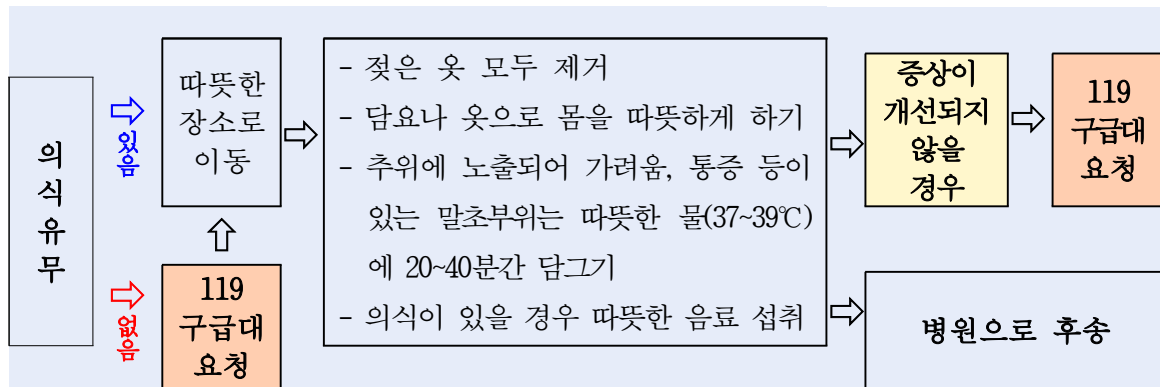 의식유무
있음
없음
따뜻한
장소로
이동
119
구급대
요청
- 젖은 옷 모두 제거
- 담요나 옷으로 몸을 따뜻하게 하기
- 추위에 노출되어 가려움, 통증 등이
있는 말초부위는 따뜻한 물(37~39℃)
에 20~40분간 담그기
- 의식이 있을 경우 따뜻한 음료 섭취
증상이
개선되지
않을
경우
119
구급대
요청
병원으로 후송